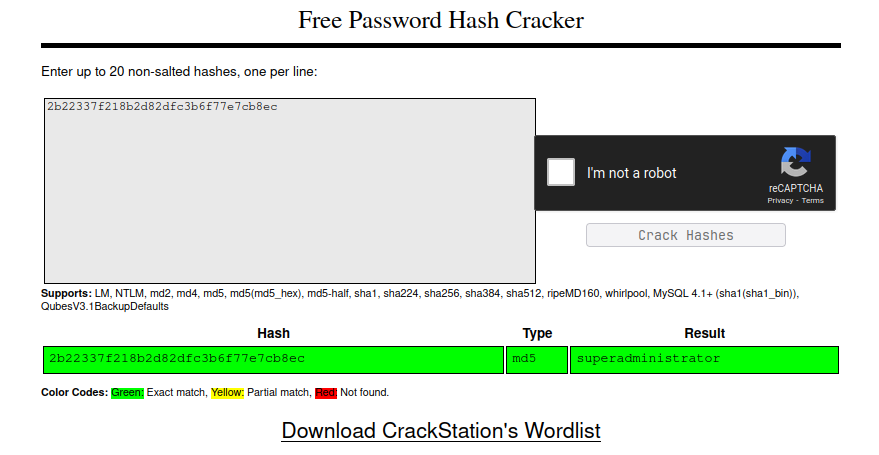 Free Password Hash Cracker
Enter up to 20 non-salted hashes, one per line:
2b22337f218b2d82dfc3b6f77e7cb8ec
I'm not a robot
reCAPTCHA
Privacy - Terms
Crack Hashes
Supports: LM, NTLM, md2, md4, md5, md5(md5_hex), md5-half, sha1, sha224, sha256, sha384, sha512, ripeMD160, whirlpool, MySQL 4.1+ (sha1(sha1_bin)),
QubesV3.1BackupDefaults
Hash Type Result
2b22337f218b2d82dfc3b6f77e7cb8ec md5 superadministrator
Color Codes: Green: Exact match, Yellow: Partial match, Red: Not found.
Download CrackStation's Wordlist